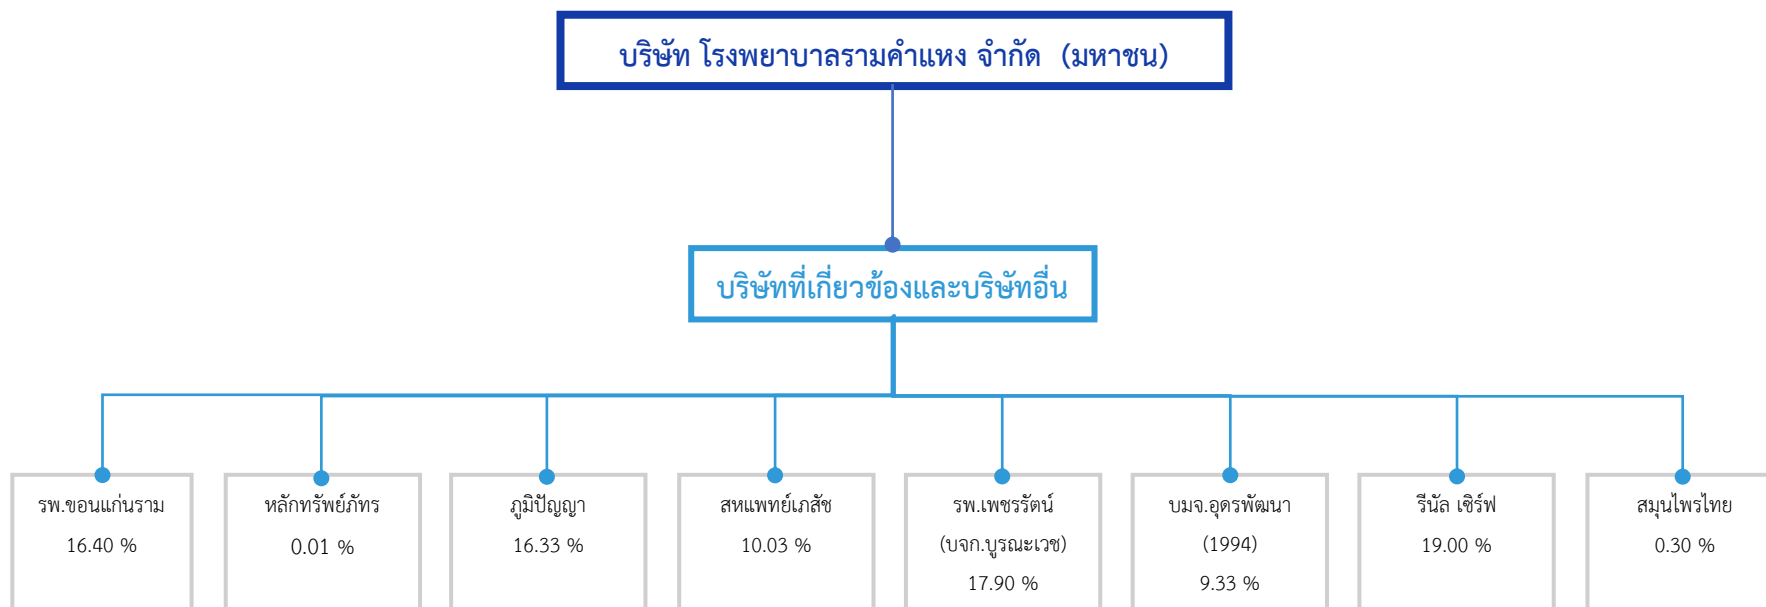 บริษัท โรงพยาบาลรามคำแหง จำกัด (มหาชน)
บริษัทที่เกี่ยวข้องและบริษัทอื่น
รพ.ขอนแก่นราม
16.40 %
หลักทรัพย์ภัทร
0.01 %
ภูมิปัญญา
16.33 %
สหแพทย์เภสัช
10.03 %
รพ.เพชรรัตน์
(บจก.บูรณะเวช)
17.90 %
บมจ.อุดรพัฒนา
(1994)
9.33 %
รีนัล เซิร์ฟ
19.00 %
สมุนไพรไทย
0.30 %